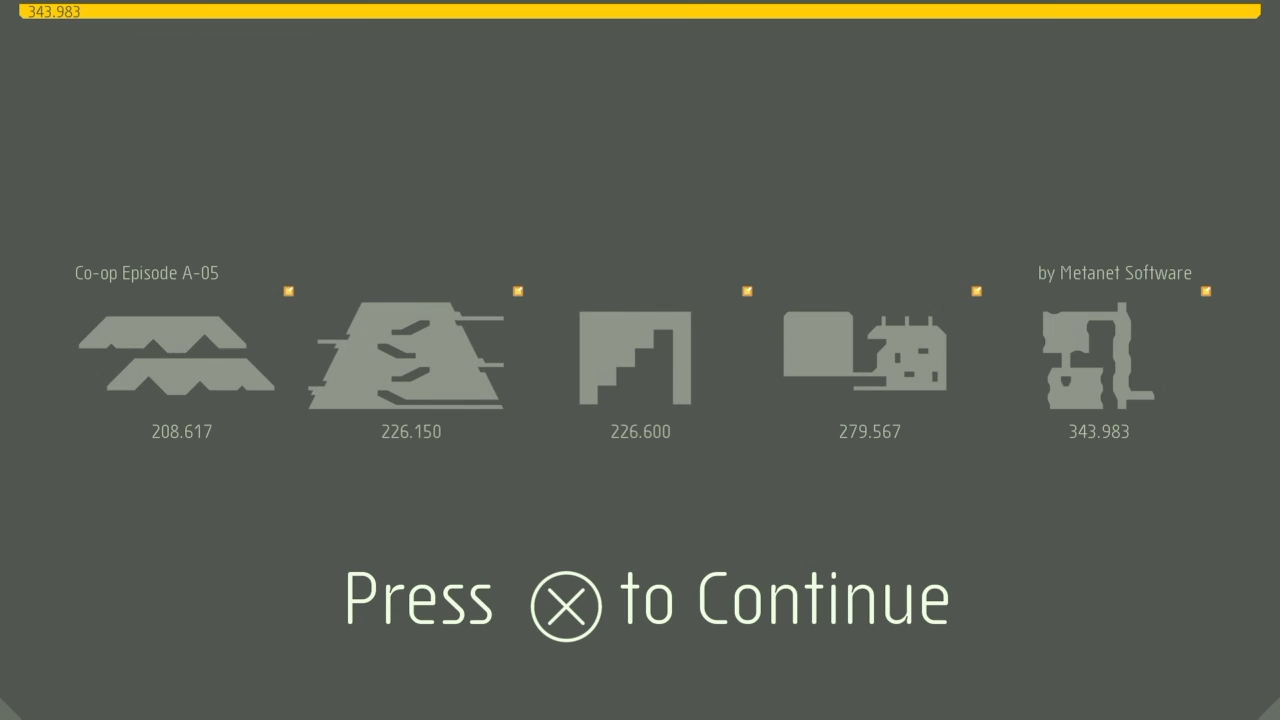 343.983
Co-op Episode A-05
by Metanet Software
208.617
226.150
226.600
279.567
343.983
Press to Continue